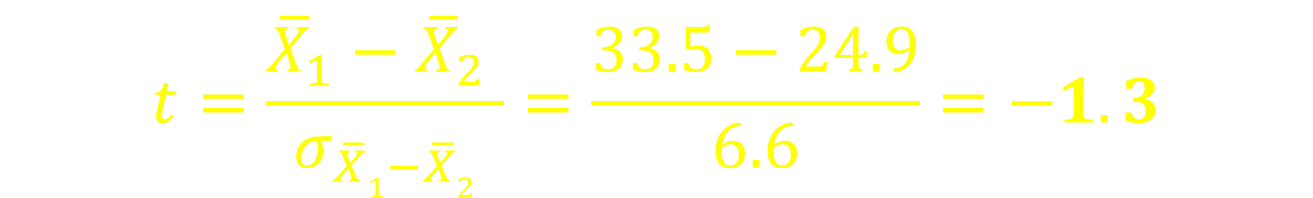 t = (X̄₁ − X̄₂) / σ_{X̄₁−X̄₂} = (33.5 − 24.9) / 6.6 = −1.3